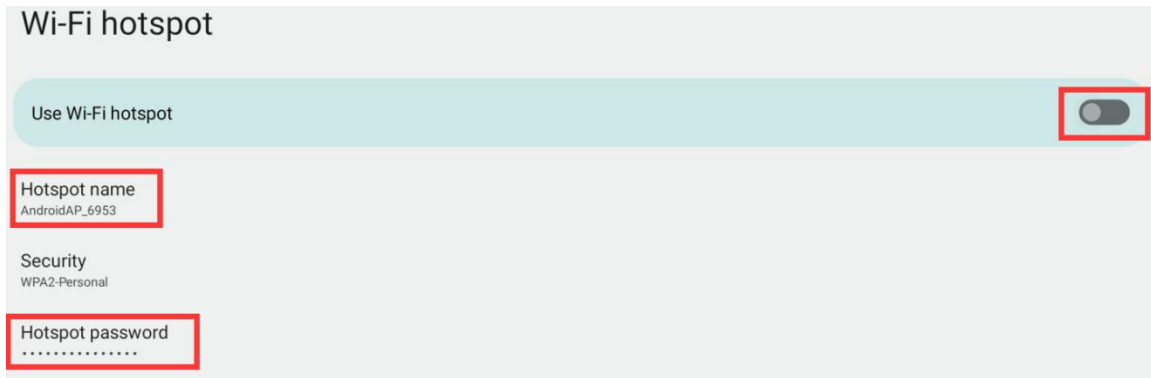 Wi-Fi hotspot
Use Wi-Fi hotspot
Hotspot name
AndroidAP_6953
Security
WPA2-Personal
Hotspot password
•••••••••••••••